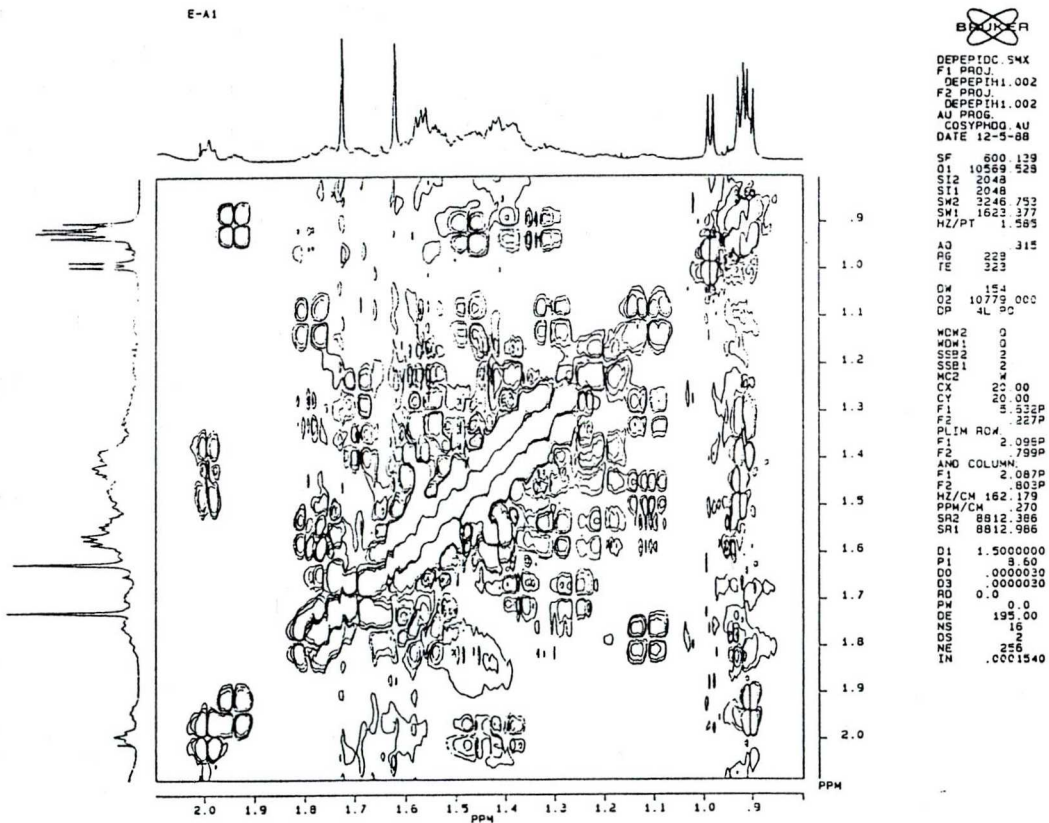 E-A1
BRUKER
DEPEPIDC.SMX
F1 PROJ.
DEPEPIH1.002
F2 PROJ.
DEPEPIH1.002
AU PROG.
COSYPHDQ.AU
DATE 12-5-88
SF 600.139
O1 10569.529
SI2 2048
SI1 2048
SW2 3246.753
SW1 1623.377
HZ/PT 1.585
AQ .315
RG 228
TE 323
DW 154
O2 10779.000
DP 4L PO
WDW2 Q
WDW1 Q
SSB2 2
SSB1 2
MC2 W
CX 20.00
CY 20.00
F1
F2 .227P
PLIM ROW
F1 2.095P
F2 .799P
AND COLUMN:
F1 2.087P
F2 .803P
HZ/CM 162.179
PPM/CM .270
SR2 8812.386
SR1 8812.986
D1 1.5000000
P1 8.60
D0 .0000030
D3 .0000030
RD 0.0
PW 0.0
DE 195.00
NS 16
DS 2
NE 256
IN .0001540
.9
1.0
1.1
1.2
1.3
1.4
1.5
1.6
1.7
1.8
1.9
2.0
PPM
2.0 1.9 1.8 1.7 1.6 1.5 1.4 1.3 1.2 1.1 1.0 .9
PPM